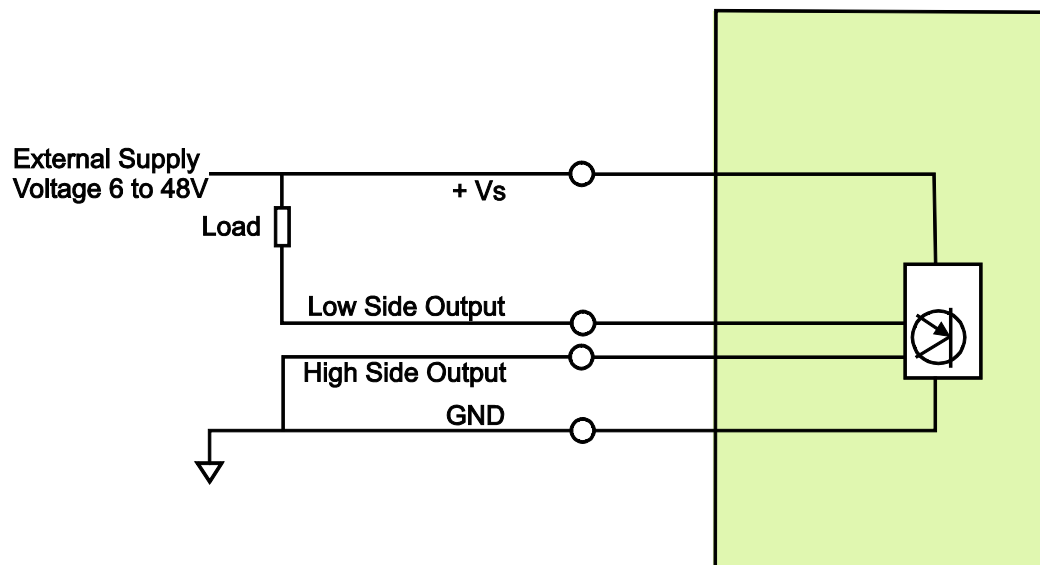 External Supply
Voltage 6 to 48V
+ Vs
Load
Low Side Output
High Side Output
GND